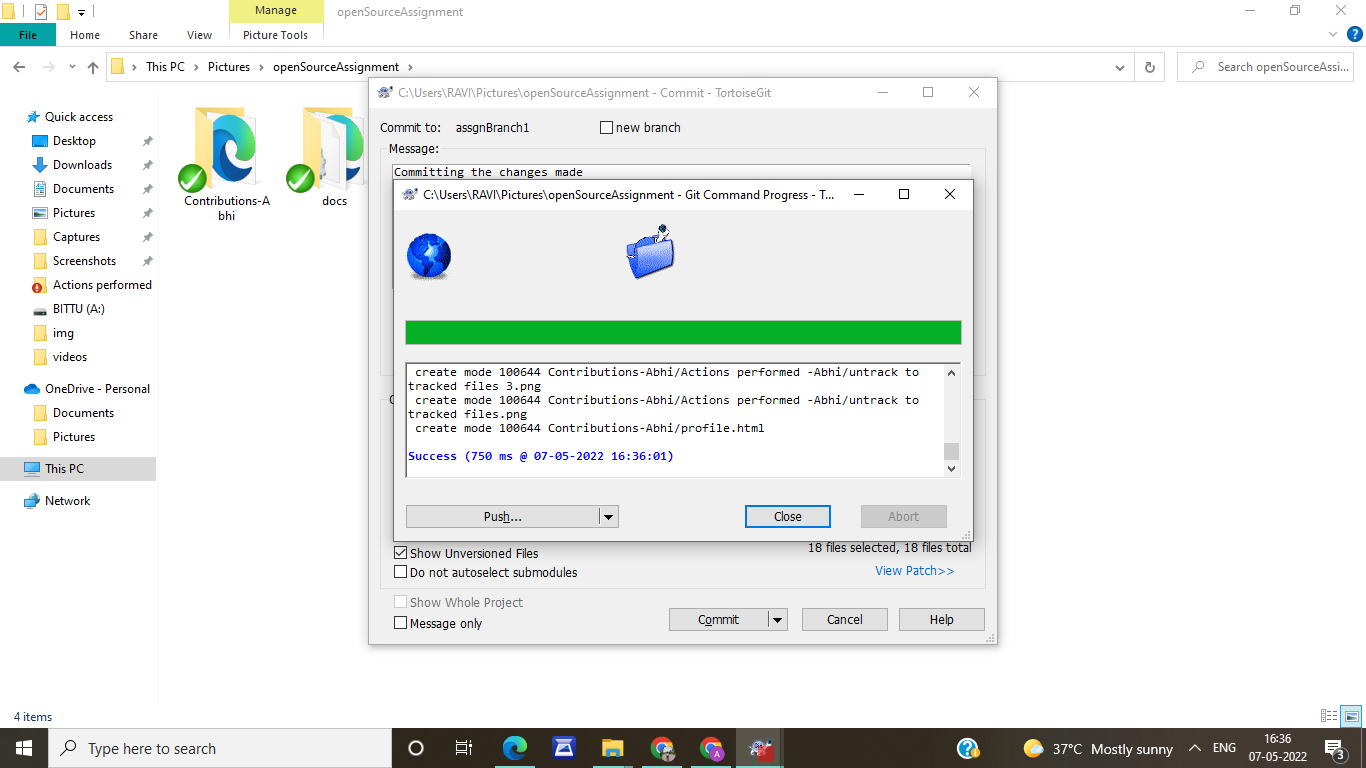 Manage
openSourceAssignment
File
Home
Share
View
Picture Tools
This PC
Pictures
openSourceAssignment
Search openSourceAssi...
Quick access
Desktop
Downloads
Documents
Pictures
Captures
Screenshots
Actions performed
BITTU (A:)
img
videos
OneDrive - Personal
Documents
Pictures
This PC
Network
Contributions-A
bhi
docs
C:\Users\RAVI\Pictures\openSourceAssignment - Commit - TortoiseGit
Commit to: assgnBranch1
new branch
Message:
Committing the changes made
C:\Users\RAVI\Pictures\openSourceAssignment - Git Command Progress - T...
create mode 100644 Contributions-Abhi/Actions performed -Abhi/untrack to
tracked files 3.png
create mode 100644 Contributions-Abhi/Actions performed -Abhi/untrack to
tracked files.png
create mode 100644 Contributions-Abhi/profile.html
Success (750 ms @ 07-05-2022 16:36:01)
Push...
Close
Abort
Show Unversioned Files
18 files selected, 18 files total
Do not autoselect submodules
View Patch>>
Show Whole Project
Message only
Commit
Cancel
Help
4 items
Type here to search
37°C Mostly sunny
ENG
16:36
07-05-2022
3